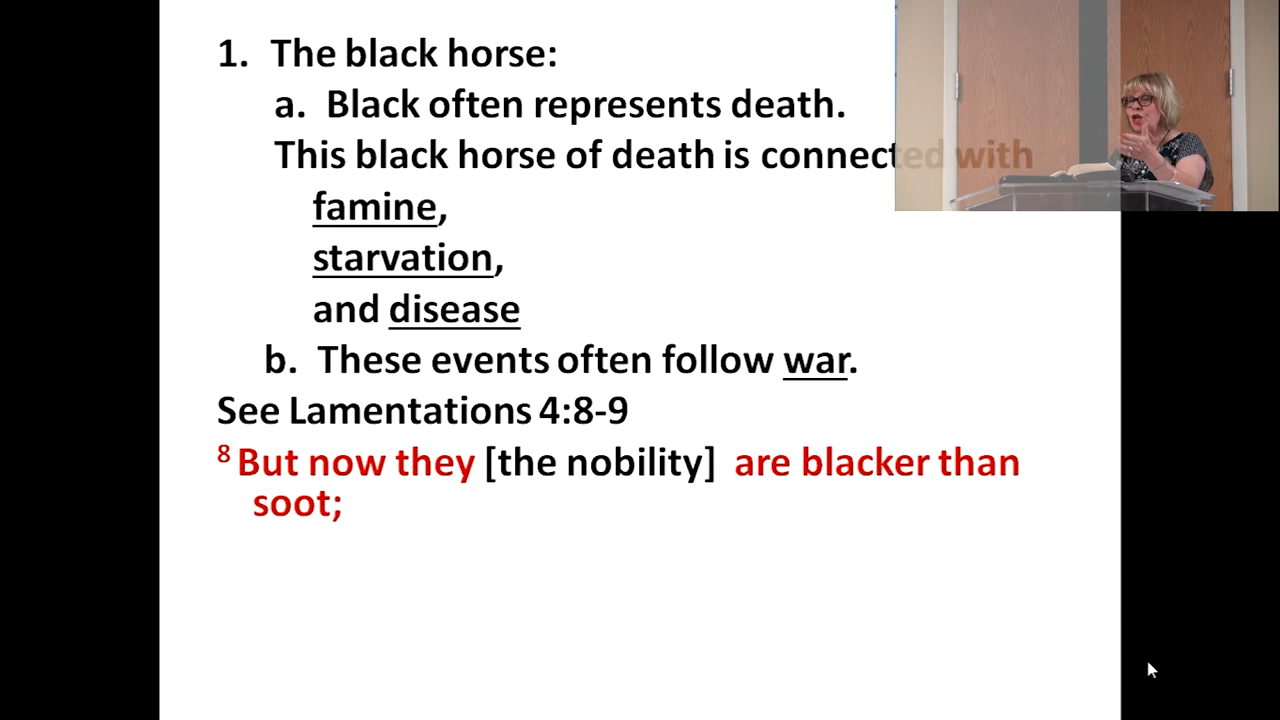 1. The black horse:
a. Black often represents death.
This black horse of death is connected with
famine,
starvation,
and disease
b. These events often follow war.
See Lamentations 4:8-9
8 But now they [the nobility] are blacker than
soot;